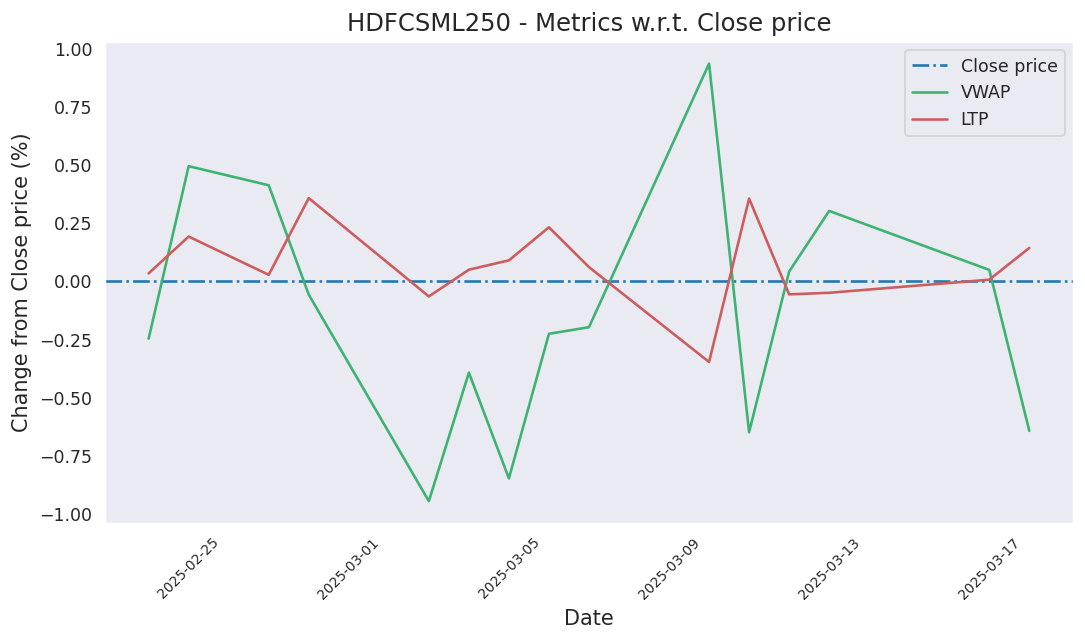 HDFCSML250 - Metrics w.r.t. Close price
Change from Close price (%)
1.00
0.75
0.50
0.25
0.00
−0.25
−0.50
−0.75
−1.00
Close price
VWAP
LTP
2025-02-25
2025-03-01
2025-03-05
2025-03-09
2025-03-13
2025-03-17
Date